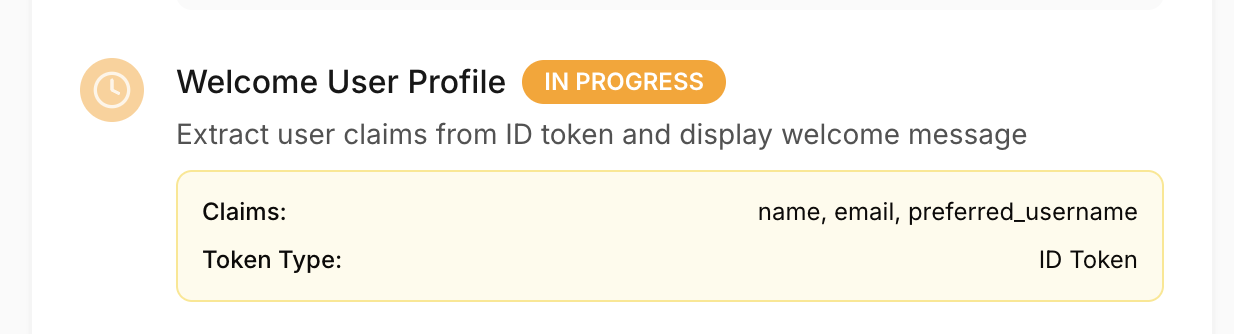 Welcome User Profile IN PROGRESS
Extract user claims from ID token and display welcome message
Claims: name, email, preferred_username
Token Type: ID Token